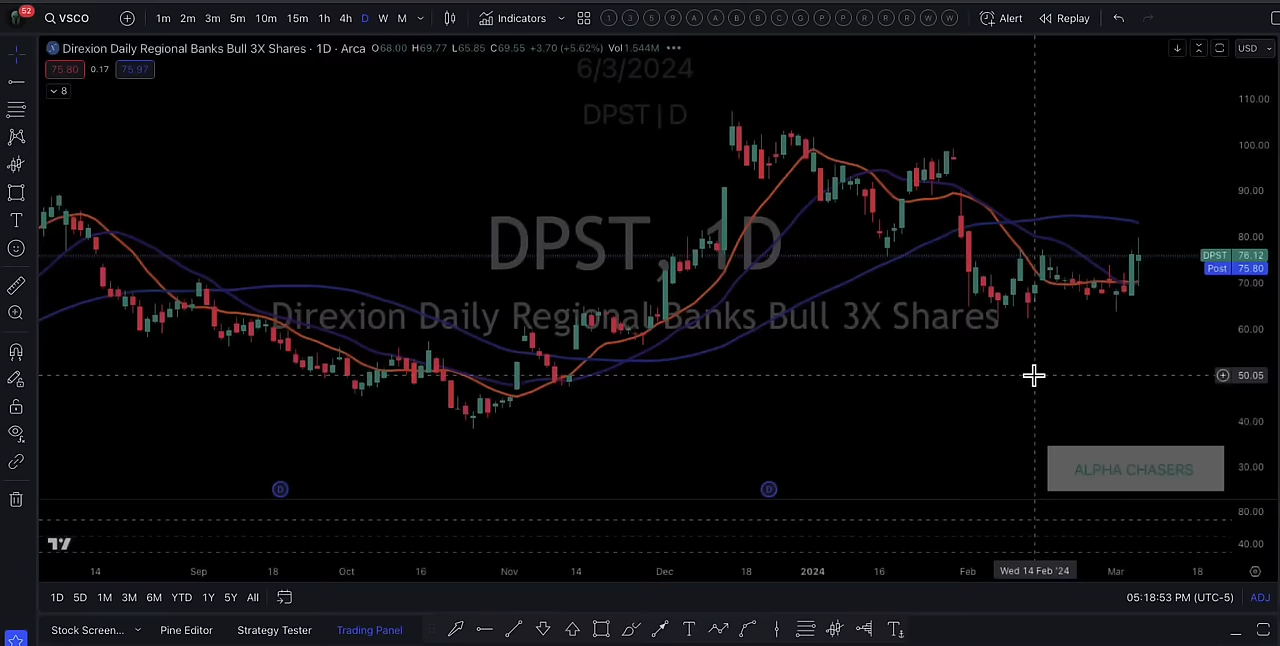 52
VSCO 1m 2m 3m 5m 10m 15m 1h 4h D W M Indicators 1 3 5 9 A A B B C G P P R R R W W Alert Replay
Direxion Daily Regional Banks Bull 3X Shares · 1D · Arca O68.00 H69.77 L65.85 C69.55 +3.70 (+5.62%) Vol 1.544M USD
75.80 0.17 75.97
8
6/3/2024
DPST | D
DPST, 1D
Direxion Daily Regional Banks Bull 3X Shares
110.00
100.00
90.00
80.00
DPST 76.12
Post 75.80
70.00
60.00
50.05
40.00
30.00
ALPHA CHASERS
D D
80.00
40.00
14 Sep 18 Oct 16 Nov 14 Dec 18 2024 16 Feb Wed 14 Feb '24 Mar 18
1D 5D 1M 3M 6M YTD 1Y 5Y All 05:18:53 PM (UTC-5) ADJ
Stock Screen... Pine Editor Strategy Tester Trading Panel